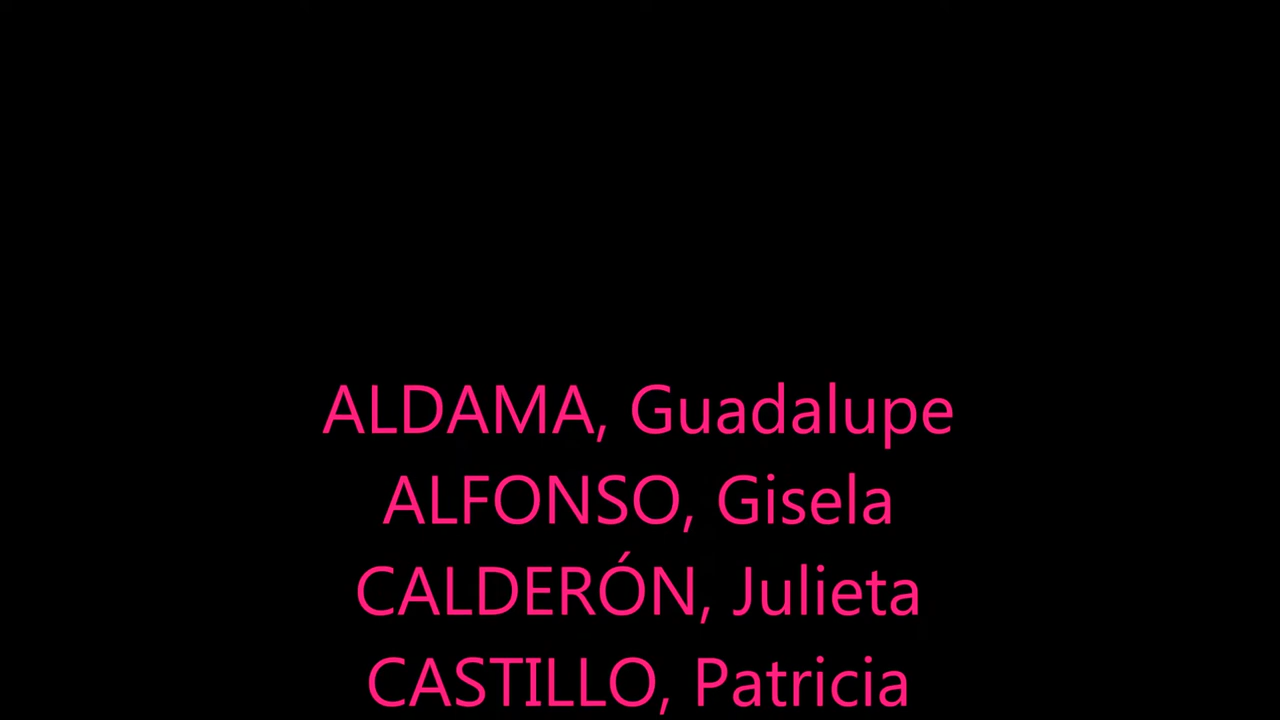 ALDAMA, Guadalupe
ALFONSO, Gisela
CALDERÓN, Julieta
CASTILLO, Patricia